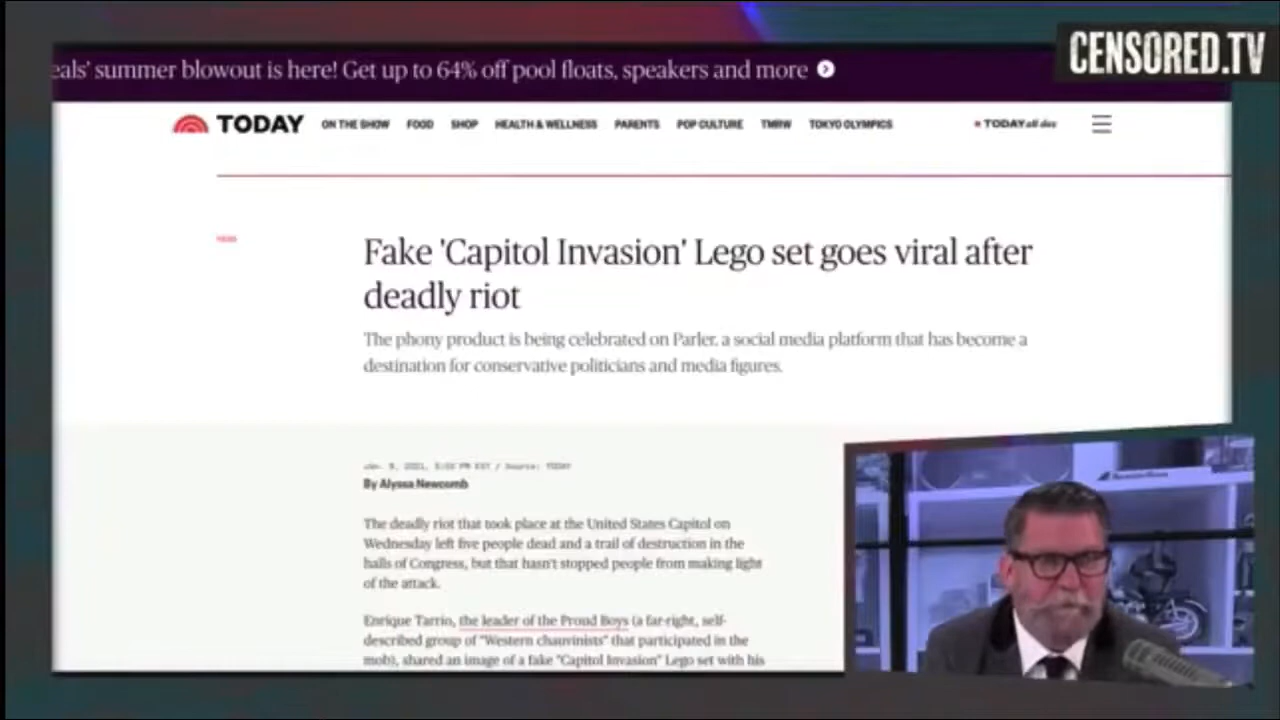 CENSORED.TV
eals' summer blowout is here! Get up to 64% off pool floats, speakers and more
TODAY ON THE SHOW FOOD SHOP HEALTH & WELLNESS PARENTS POP CULTURE TMRW TOKYO OLYMPICS TODAY all day
Fake 'Capitol Invasion' Lego set goes viral after
deadly riot
The phony product is being celebrated on Parler, a social media platform that has become a
destination for conservative politicians and media figures.
By Alyssa Newcomb
The deadly riot that took place at the United States Capitol on
Wednesday left five people dead and a trail of destruction in the
halls of Congress, but that hasn't stopped people from making light
of the attack.
Enrique Tarrio, the leader of the Proud Boys (a far-right, self-
described group of "Western chauvinists" that participated in the
mob), shared an image of a fake "Capitol Invasion" Lego set with his